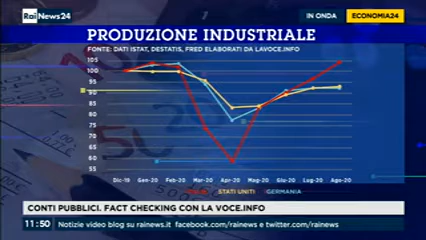 Rai News24
IN ONDA
ECONOMIA24
PRODUZIONE INDUSTRIALE
FONTE: DATI ISTAT, DESTATIS, FRED ELABORATI DA LAVOCE.INFO
105
100
95
90
85
80
75
70
65
60
55
Dic-19 Gen-20 Feb-20 Mar-20 Apr-20 Mag-20 Giu-20 Lug-20 Ago-20
STATI UNITI GERMANIA
CONTI PUBBLICI. FACT CHECKING CON LA VOCE.INFO
11:50 Notizie video blog su rainews.it facebook.com/rainews e twitter.com/rainews